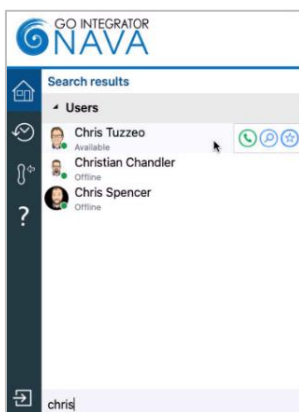 GO INTEGRATOR
NAVA
Search results
Users
Chris Tuzzeo
Available
Christian Chandler
Offline
Chris Spencer
Offline
?
chris